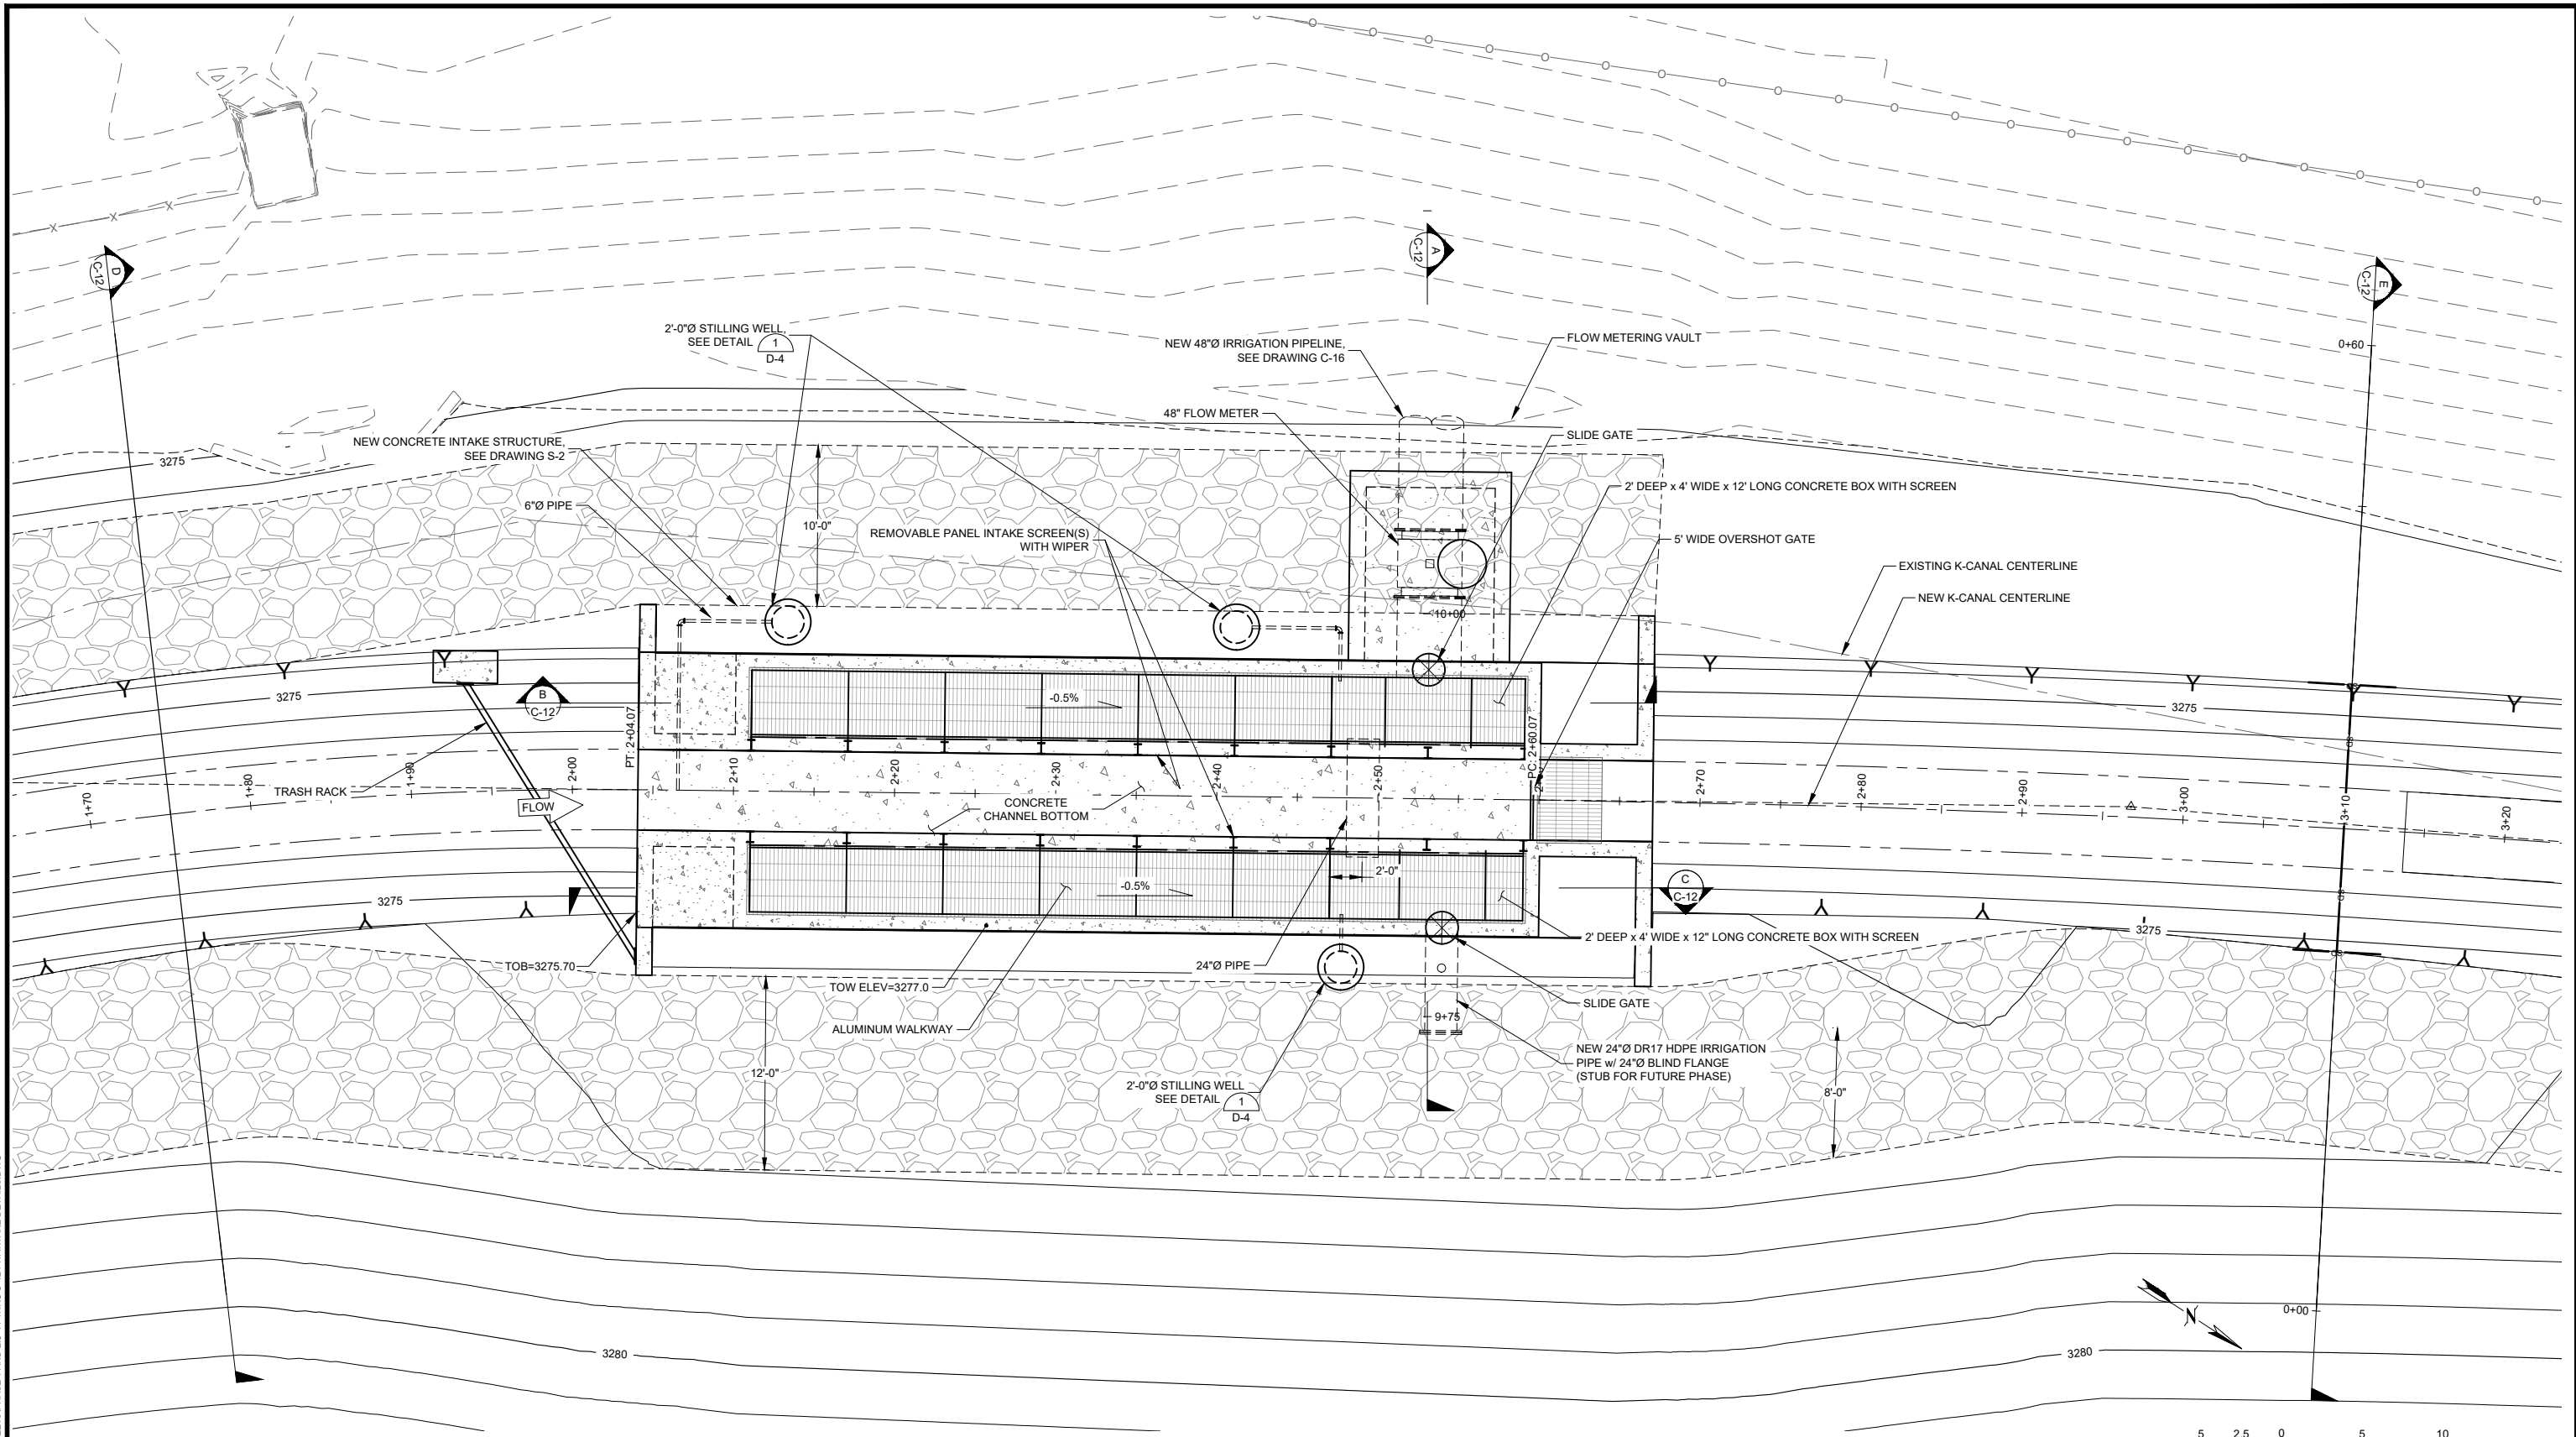 D
C-12
A
C-12
E
C-12
0+60
2'-0"Ø STILLING WELL,
SEE DETAIL
1
D-4
NEW 48"Ø IRRIGATION PIPELINE,
SEE DRAWING C-16
FLOW METERING VAULT
48" FLOW METER
SLIDE GATE
NEW CONCRETE INTAKE STRUCTURE,
SEE DRAWING S-2
3275
2' DEEP x 4' WIDE x 12' LONG CONCRETE BOX WITH SCREEN
6"Ø PIPE
10'-0"
REMOVABLE PANEL INTAKE SCREEN(S)
WITH WIPER
5' WIDE OVERSHOT GATE
EXISTING K-CANAL CENTERLINE
NEW K-CANAL CENTERLINE
10+00
B
C-12
3275
-0.5%
3275
PT: 2+04.07
PC: 2+60.07
TRASH RACK
FLOW
1+70
1+80
1+90
2+00
2+10
2+20
2+30
2+40
2+50
2+70
2+80
2+90
3+00
3+10
3+20
CONCRETE
CHANNEL BOTTOM
2'-0"
-0.5%
C
C-12
3275
3275
2' DEEP x 4' WIDE x 12" LONG CONCRETE BOX WITH SCREEN
TOB=3275.70
24"Ø PIPE
TOW ELEV=3277.0
SLIDE GATE
9+75
ALUMINUM WALKWAY
NEW 24"Ø DR17 HDPE IRRIGATION
PIPE w/ 24"Ø BLIND FLANGE
(STUB FOR FUTURE PHASE)
12'-0"
2'-0"Ø STILLING WELL
SEE DETAIL
1
D-4
8'-0"
N
0+00
3280
3280
5 2.5 0 5 10